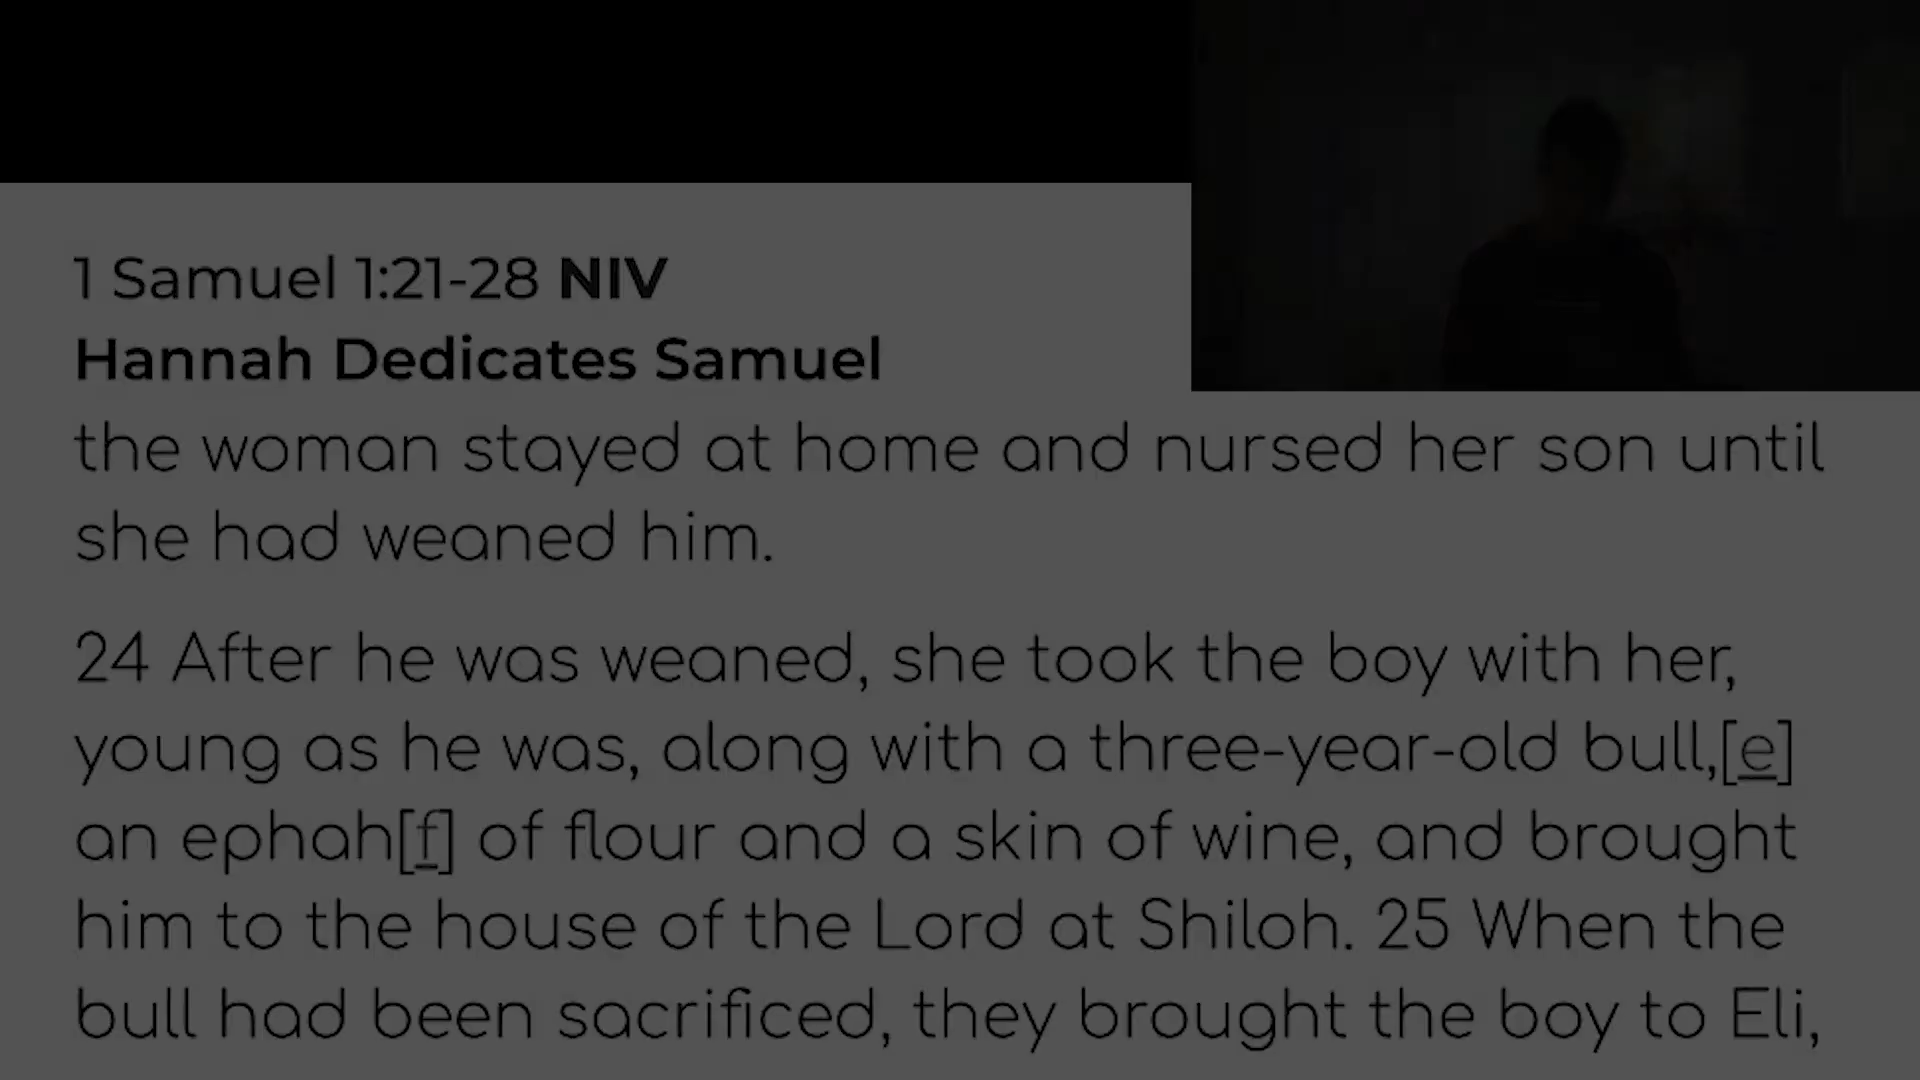 1 Samuel 1:21-28 NIV
Hannah Dedicates Samuel
the woman stayed at home and nursed her son until
she had weaned him.
24 After he was weaned, she took the boy with her,
young as he was, along with a three-year-old bull,[e]
an ephah[f] of flour and a skin of wine, and brought
him to the house of the Lord at Shiloh. 25 When the
bull had been sacrificed, they brought the boy to Eli,